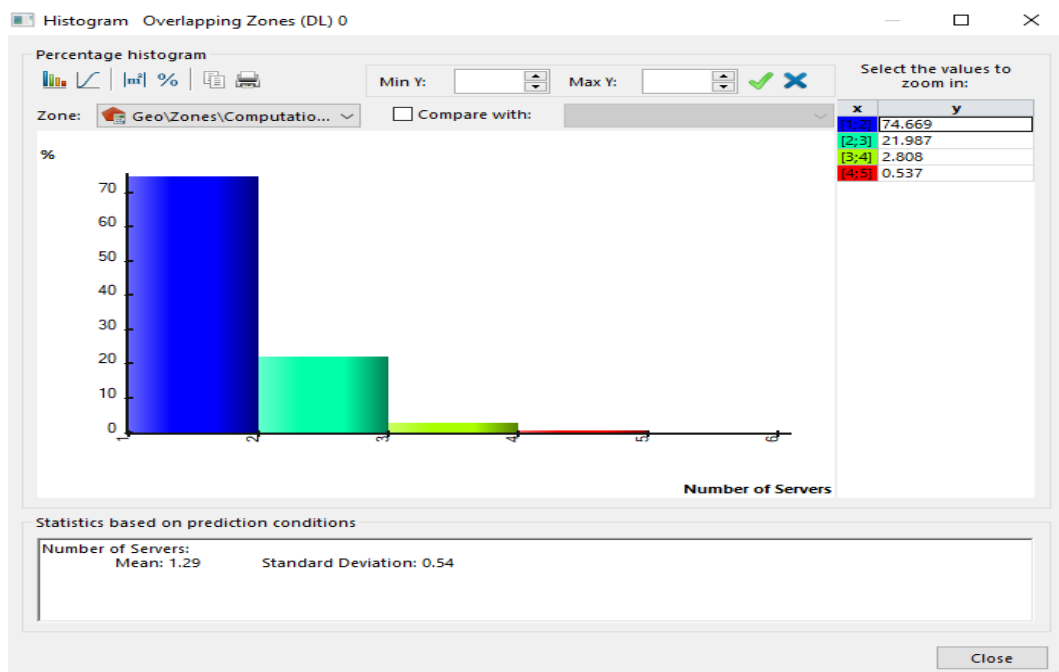 Histogram Overlapping Zones (DL) 0
Percentage histogram
Min Y:
Max Y:
Select the values to
zoom in:
Zone:
Geo\Zones\Computatio...
Compare with:
x y
[1;2] 74.669
[2;3] 21.987
[3;4] 2.808
[4;5] 0.537
%
70
60
50
40
30
20
10
0
1 2 3 4 5 6
Number of Servers
Statistics based on prediction conditions
Number of Servers:
Mean: 1.29 Standard Deviation: 0.54
Close